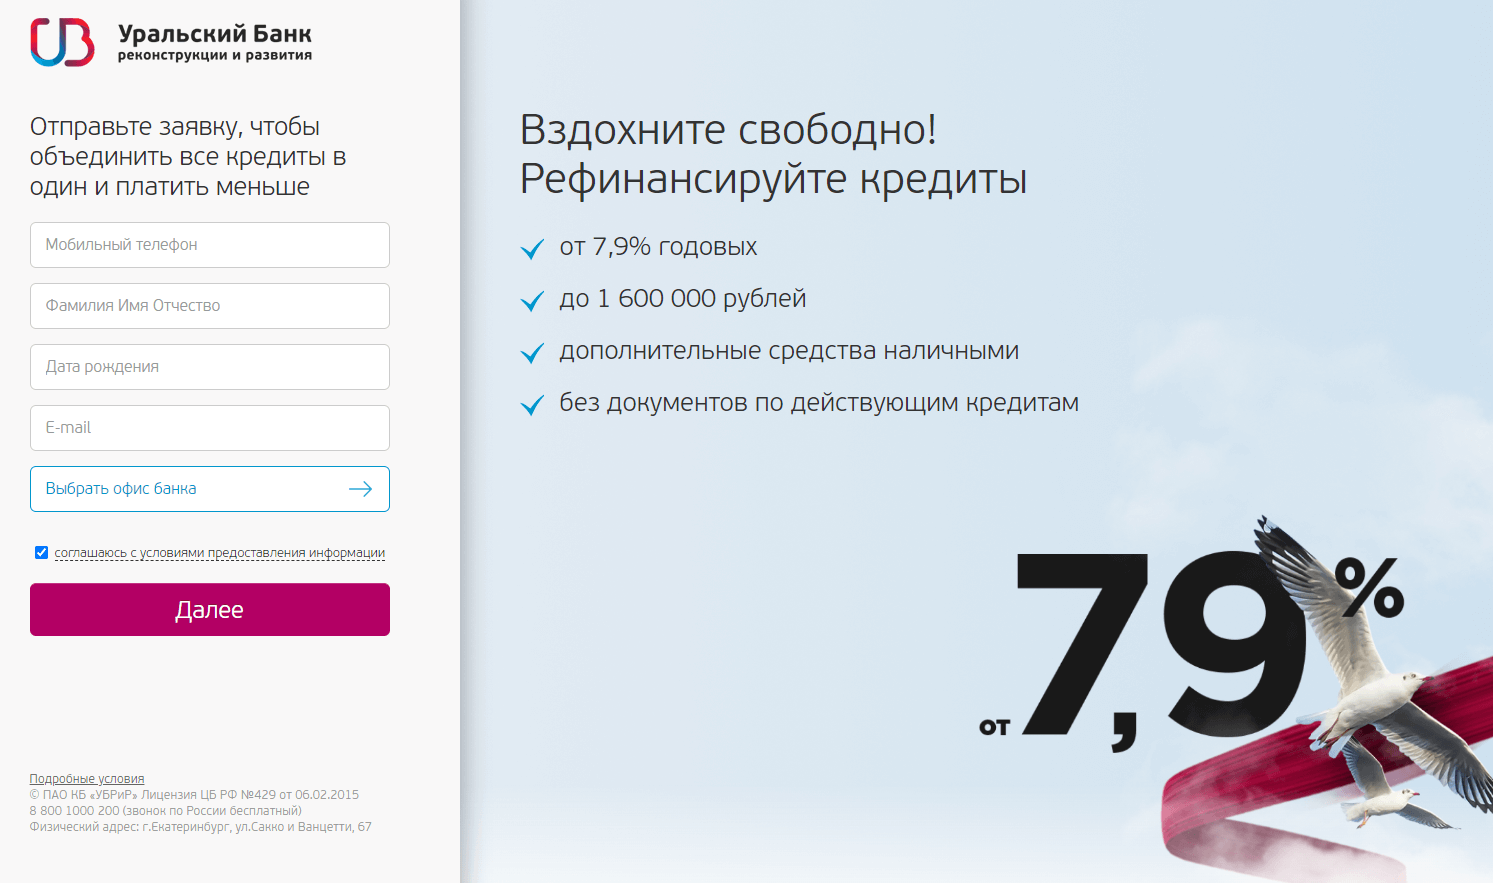 Уральский Банк
реконструкции и развития
Отправьте заявку, чтобы
объединить все кредиты в
один и платить меньше
Мобильный телефон
Фамилия Имя Отчество
Дата рождения
E-mail
Выбрать офис банка
соглашаюсь с условиями предоставления информации
Далее
Подробные условия
© ПАО КБ «УБРиР» Лицензия ЦБ РФ №429 от 06.02.2015
8 800 1000 200 (звонок по России бесплатный)
Физический адрес: г.Екатеринбург, ул.Сакко и Ванцетти, 67
Вздохните свободно!
Рефинансируйте кредиты
от 7,9% годовых
до 1 600 000 рублей
дополнительные средства наличными
без документов по действующим кредитам
от 7,9%